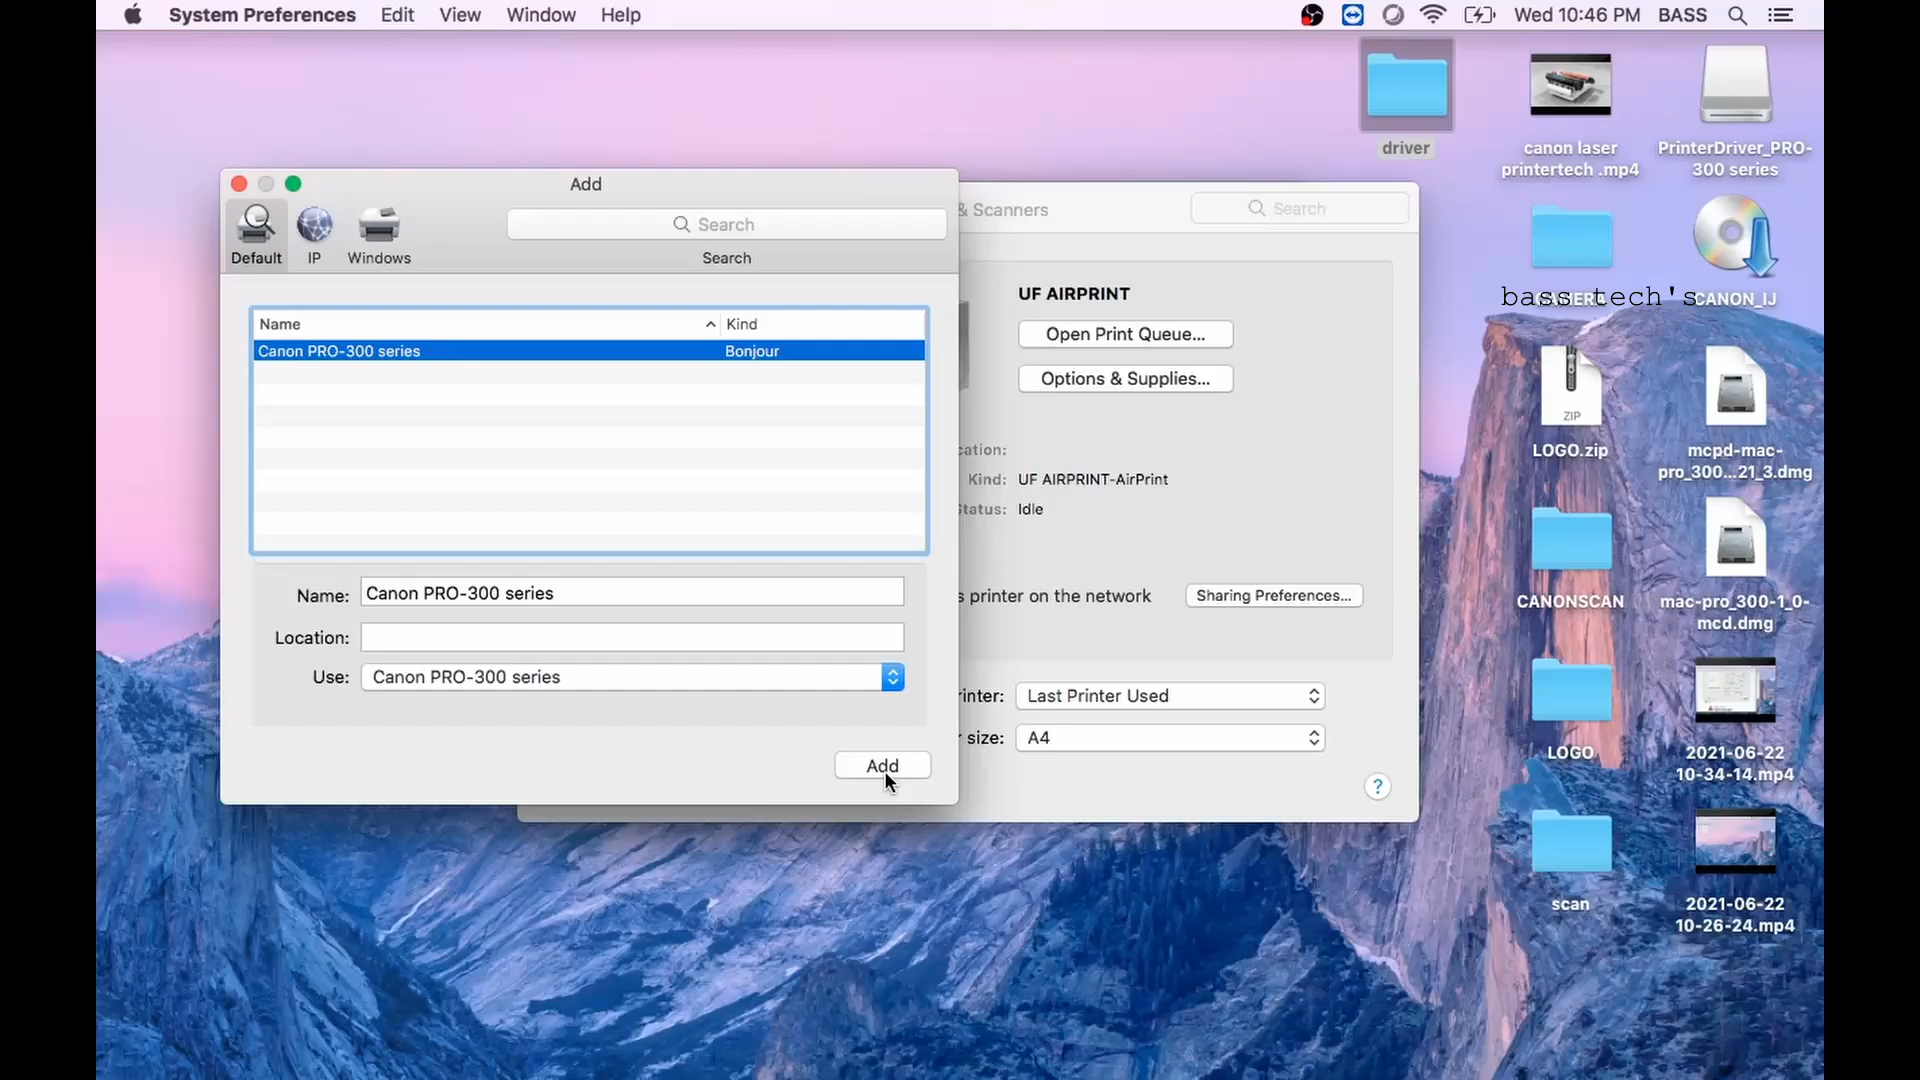 System Preferences Edit View Window Help
Wed 10:46 PM BASS
driver
canon laser
printertech .mp4
PrinterDriver_PRO-
300 series
Add
Default IP Windows
Search
Search
& Scanners
Search
Name Kind
Canon PRO-300 series Bonjour
UF AIRPRINT
Open Print Queue...
Options & Supplies...
cation:
Kind: UF AIRPRINT-AirPrint
Status: Idle
s printer on the network Sharing Preferences...
Name: Canon PRO-300 series
Location:
Use: Canon PRO-300 series
Add
rinter: Last Printer Used
r size: A4
?
CAMERA
bass tech's
CANON_IJ
ZIP
LOGO.zip
mcpd-mac-
pro_300...21_3.dmg
CANONSCAN
mac-pro_300-1_0-
mcd.dmg
LOGO
2021-06-22
10-34-14.mp4
scan
2021-06-22
10-26-24.mp4